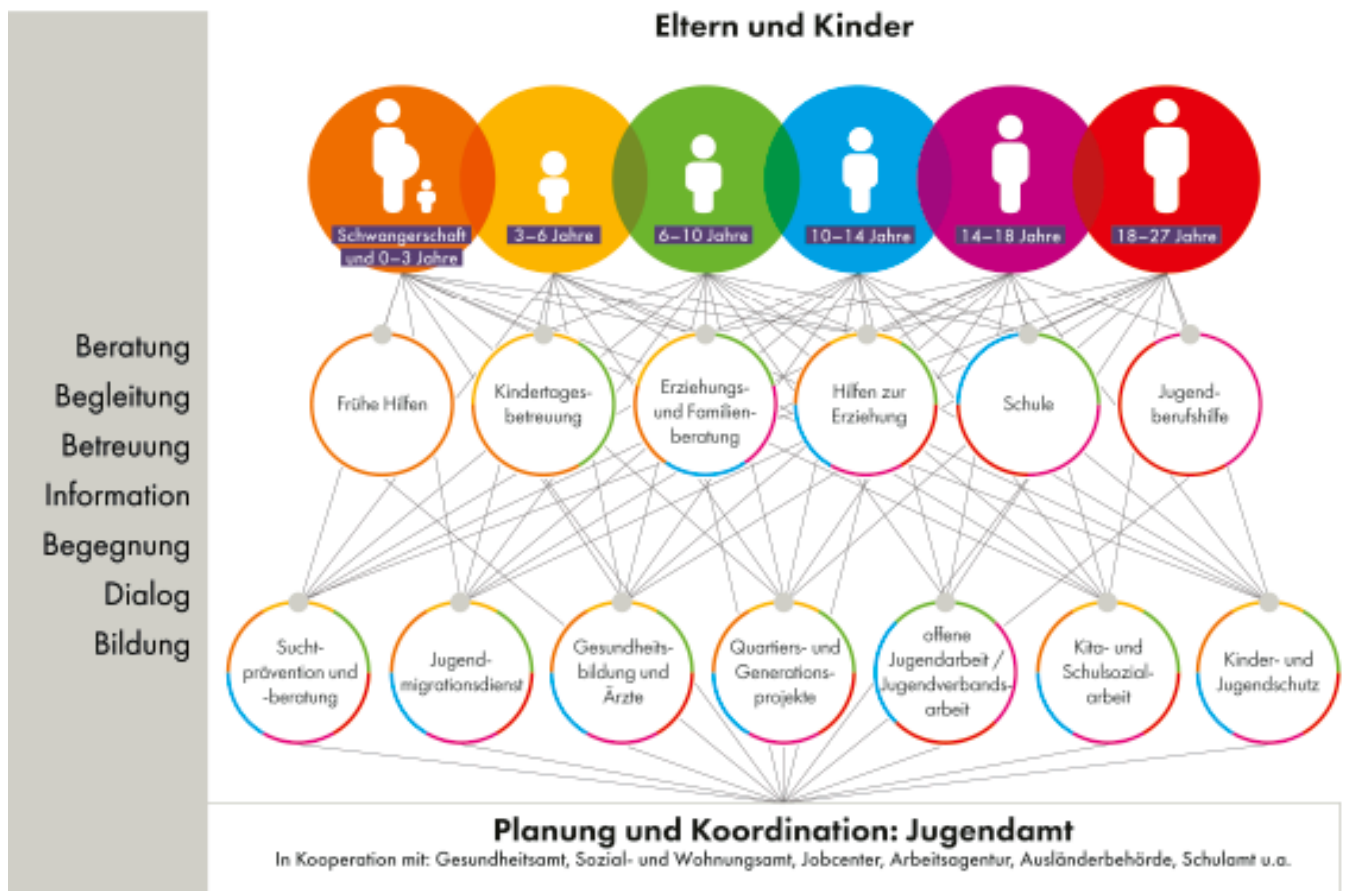 Eltern und Kinder
Schwangerschaft
und 0–3 Jahre
3–6 Jahre
6–10 Jahre
10–14 Jahre
14–18 Jahre
18–27 Jahre
Beratung
Begleitung
Betreuung
Information
Begegnung
Dialog
Bildung
Frühe Hilfen
Kindertages-
betreuung
Erziehungs-
und Familien-
beratung
Hilfen zur
Erziehung
Schule
Jugend-
berufshilfe
Sucht-
prävention und
-beratung
Jugend-
migrationsdienst
Gesundheits-
bildung und
Ärzte
Quartiers- und
Generations-
projekte
offene
Jugendarbeit /
Jugendverbands-
arbeit
Kita- und
Schulsozial-
arbeit
Kinder- und
Jugendschutz
Planung und Koordination: Jugendamt
In Kooperation mit: Gesundheitsamt, Sozial- und Wohnungsamt, Jobcenter, Arbeitsagentur, Ausländerbehörde, Schulamt u.a.